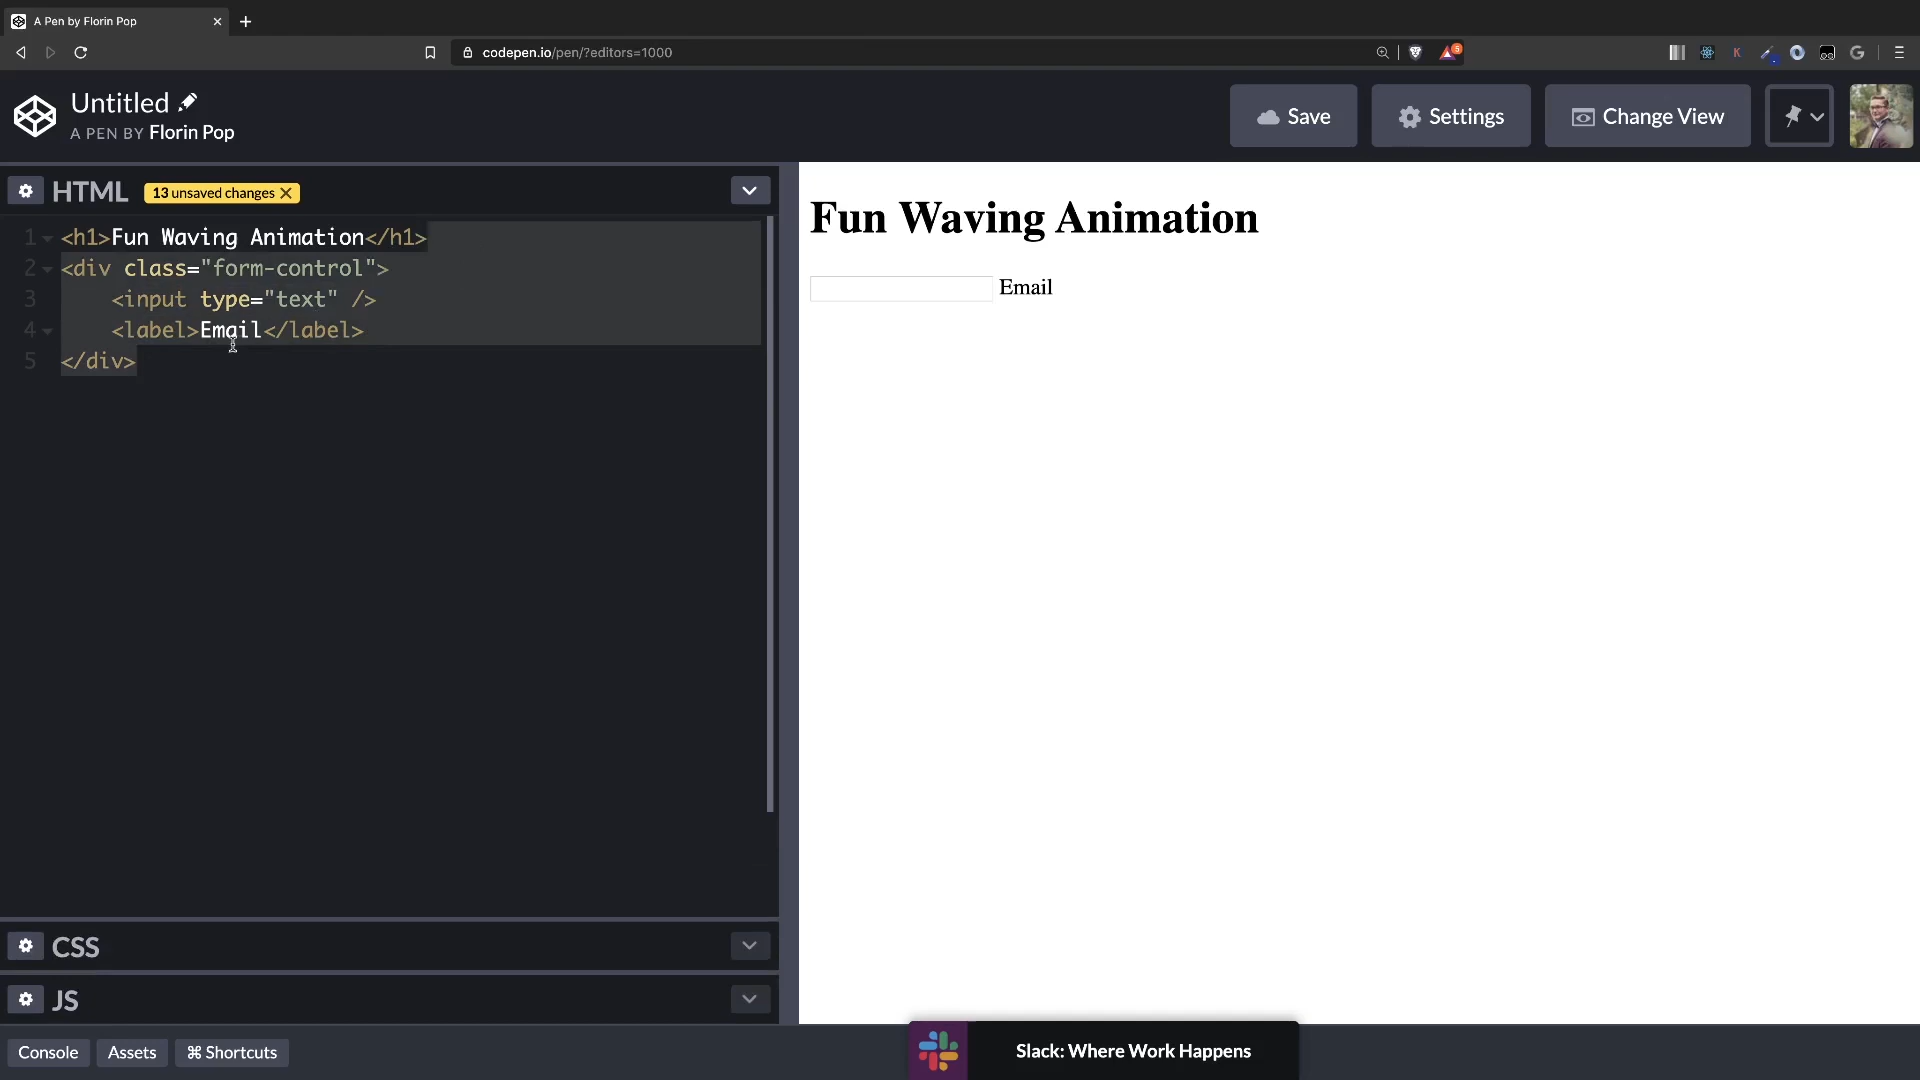 A Pen by Florin Pop
codepen.io/pen/?editors=1000
5
K
G
Untitled
A PEN BY Florin Pop
Save
Settings
Change View
HTML
13 unsaved changes
1 <h1>Fun Waving Animation</h1>
2 <div class="form-control">
3 <input type="text" />
4 <label>Email</label>
5 </div>
Fun Waving Animation
Email
CSS
JS
Console
Assets
⌘ Shortcuts
Slack: Where Work Happens